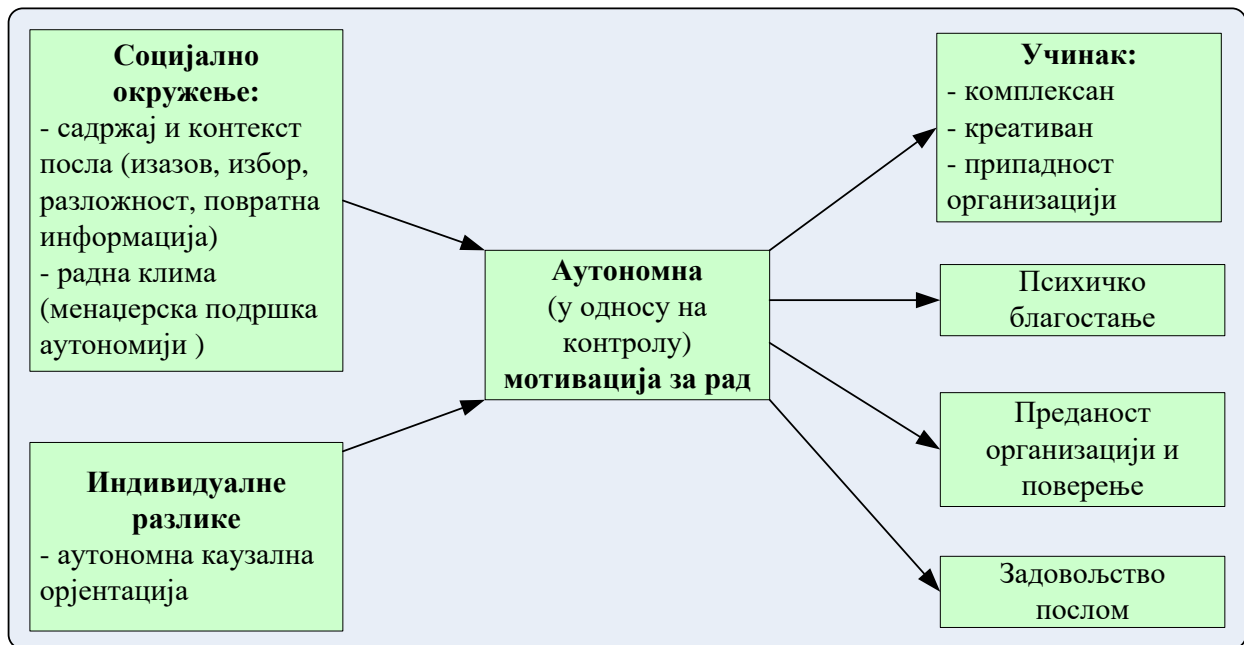 Социјално
окружење:
- садржај и контекст
посла (изазов, избор,
разложност, повратна
информација)
- радна клима
(менаџерска подршка
аутономији )
Индивидуалне
разлике
- аутономна каузална
орјентација
Аутономна
(у односу на
контролу)
мотивација за рад
Учинак:
- комплексан
- креативан
- припадност
организацији
Психичко
благостање
Преданост
организацији и
поверење
Задовољство
послом